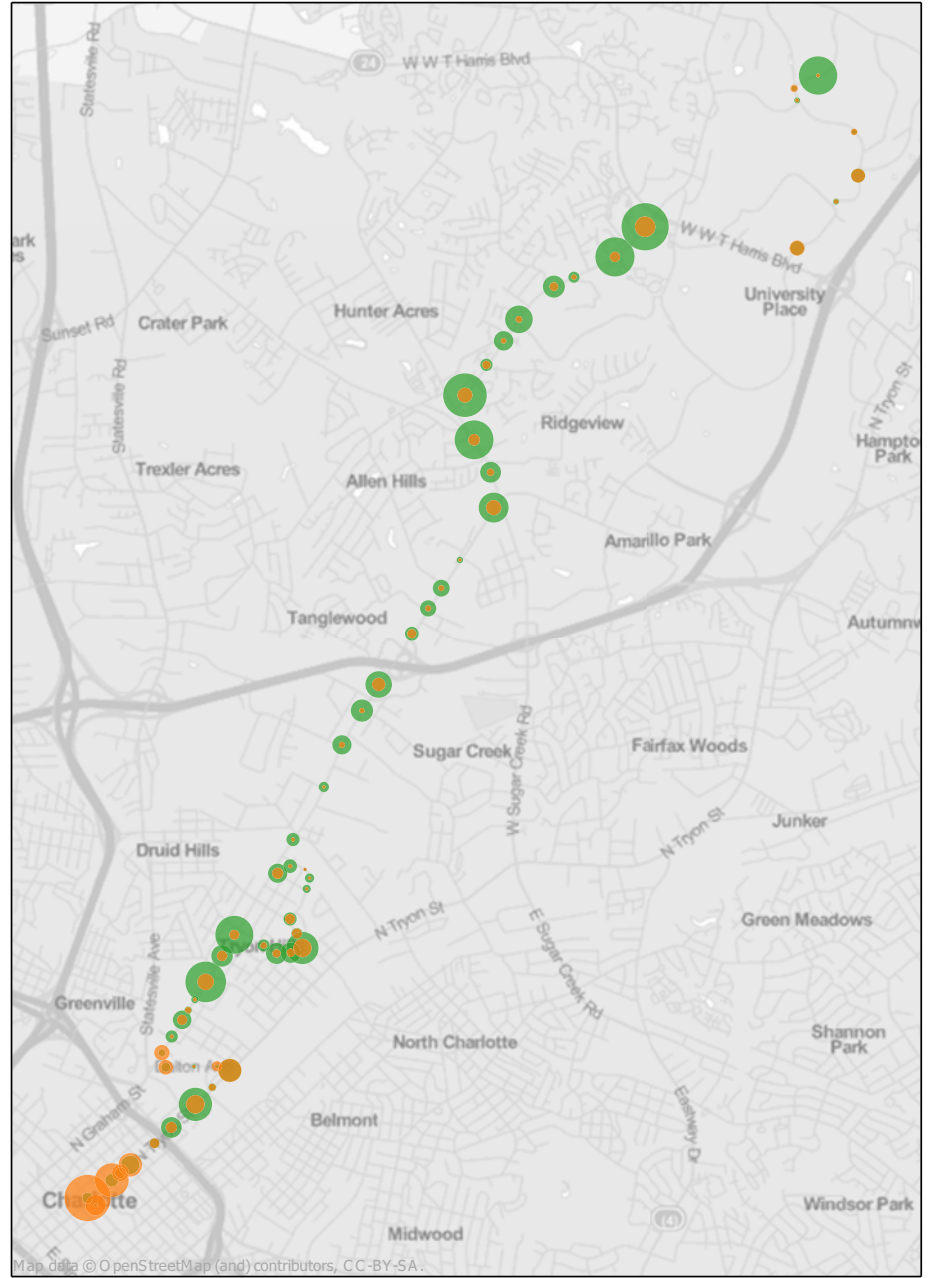 Statesville Rd
24
W W T Harris Blvd
ark
es
W W T Harris Blvd
University
Place
Sunset Rd
Crater Park
Hunter Acres
Statesville Rd
N Tryon St
Ridgeview
Hampto
Park
Trexler Acres
Allen Hills
Amarillo Park
Tanglewood
Autumnw
W Sugar Creek Rd
Sugar Creek
Fairfax Woods
N Tryon St
Junker
Druid Hills
N Tryon St
E Sugar Creek Rd
Green Meadows
Statesville Ave
Greenville
North Charlotte
Shannon
Park
N Graham St
Belmont
Eastway Dr
Charlotte
Windsor Park
Midwood
Map data © OpenStreetMap (and) contributors, CC-BY-SA.